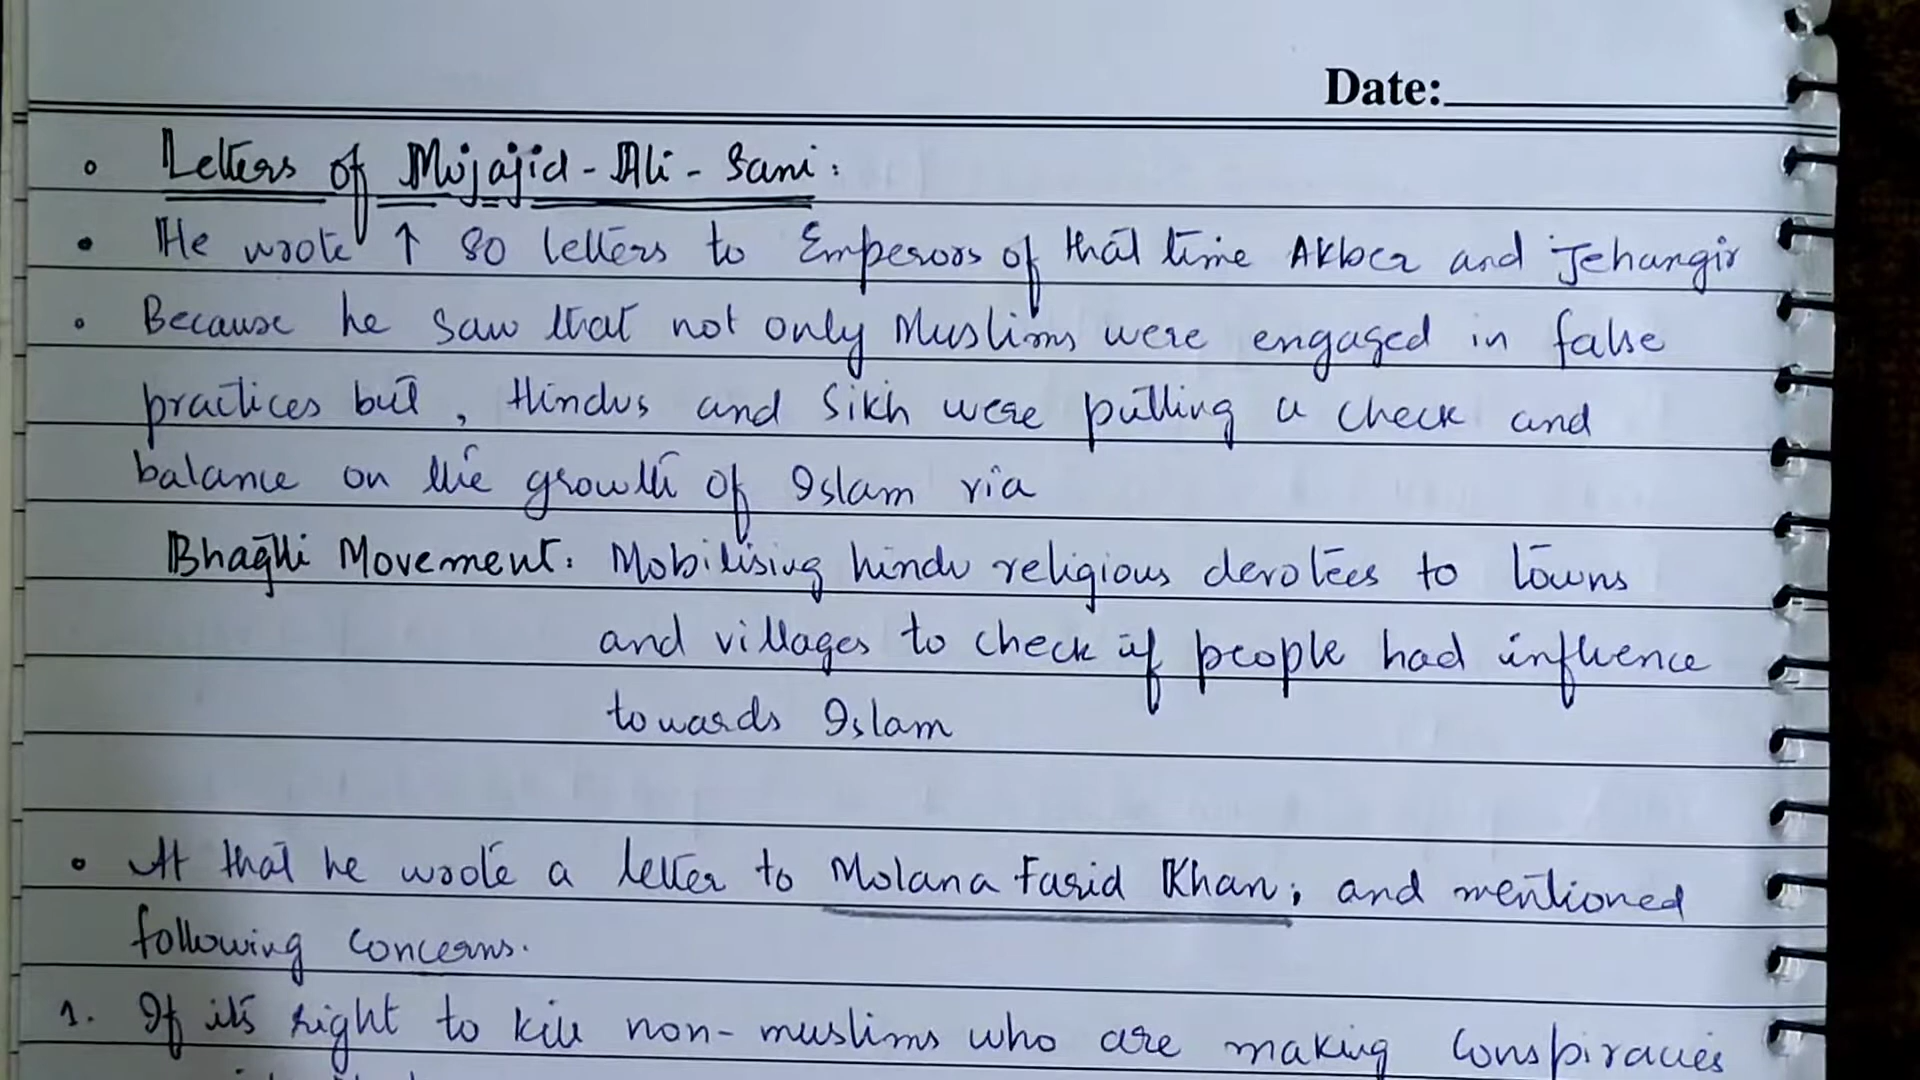 Date:
Letters of Mujajid-Ali-Sani:
He wrote ↑ 80 letters to Emperors of that time Akber and Jehangir
Because he saw that not only Muslims were engaged in false
practices but, Hindus and Sikh were putting a check and
balance on the growth of Islam via
Bhagthi Movement: Mobilising hindu religious devotees to towns
and villages to check if people had influence
towards Islam
At that he wrote a letter to Molana Farid Khan, and mentioned
following concerns.
1. If its right to kill non-muslims who are making conspiracies